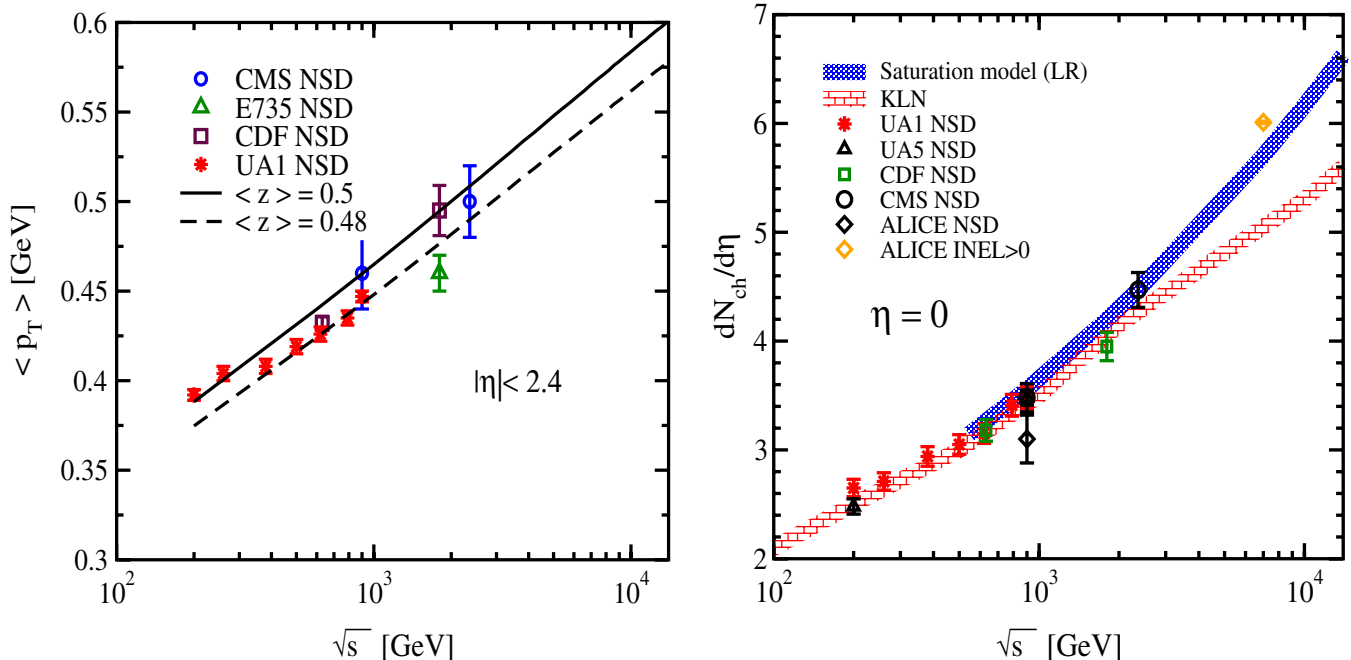 0.6
0.55
0.5
0.45
0.4
0.35
0.3
< p_T > [GeV]
CMS NSD
E735 NSD
CDF NSD
UA1 NSD
< z > = 0.5
< z > = 0.48
|η|< 2.4
10^2
10^3
10^4
√s [GeV]
7
6
5
4
3
2
dN_ch/dη
Saturation model (LR)
KLN
UA1 NSD
UA5 NSD
CDF NSD
CMS NSD
ALICE NSD
ALICE INEL>0
η = 0
10^2
10^3
10^4
√s [GeV]